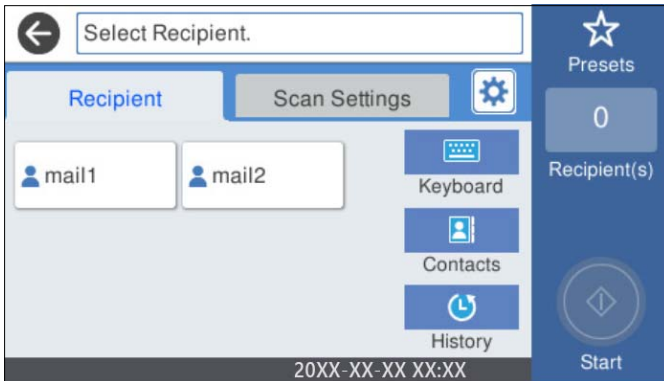 Select Recipient.
Presets
Recipient
Scan Settings
0
Recipient(s)
mail1
mail2
Keyboard
Contacts
History
Start
20XX-XX-XX XX:XX